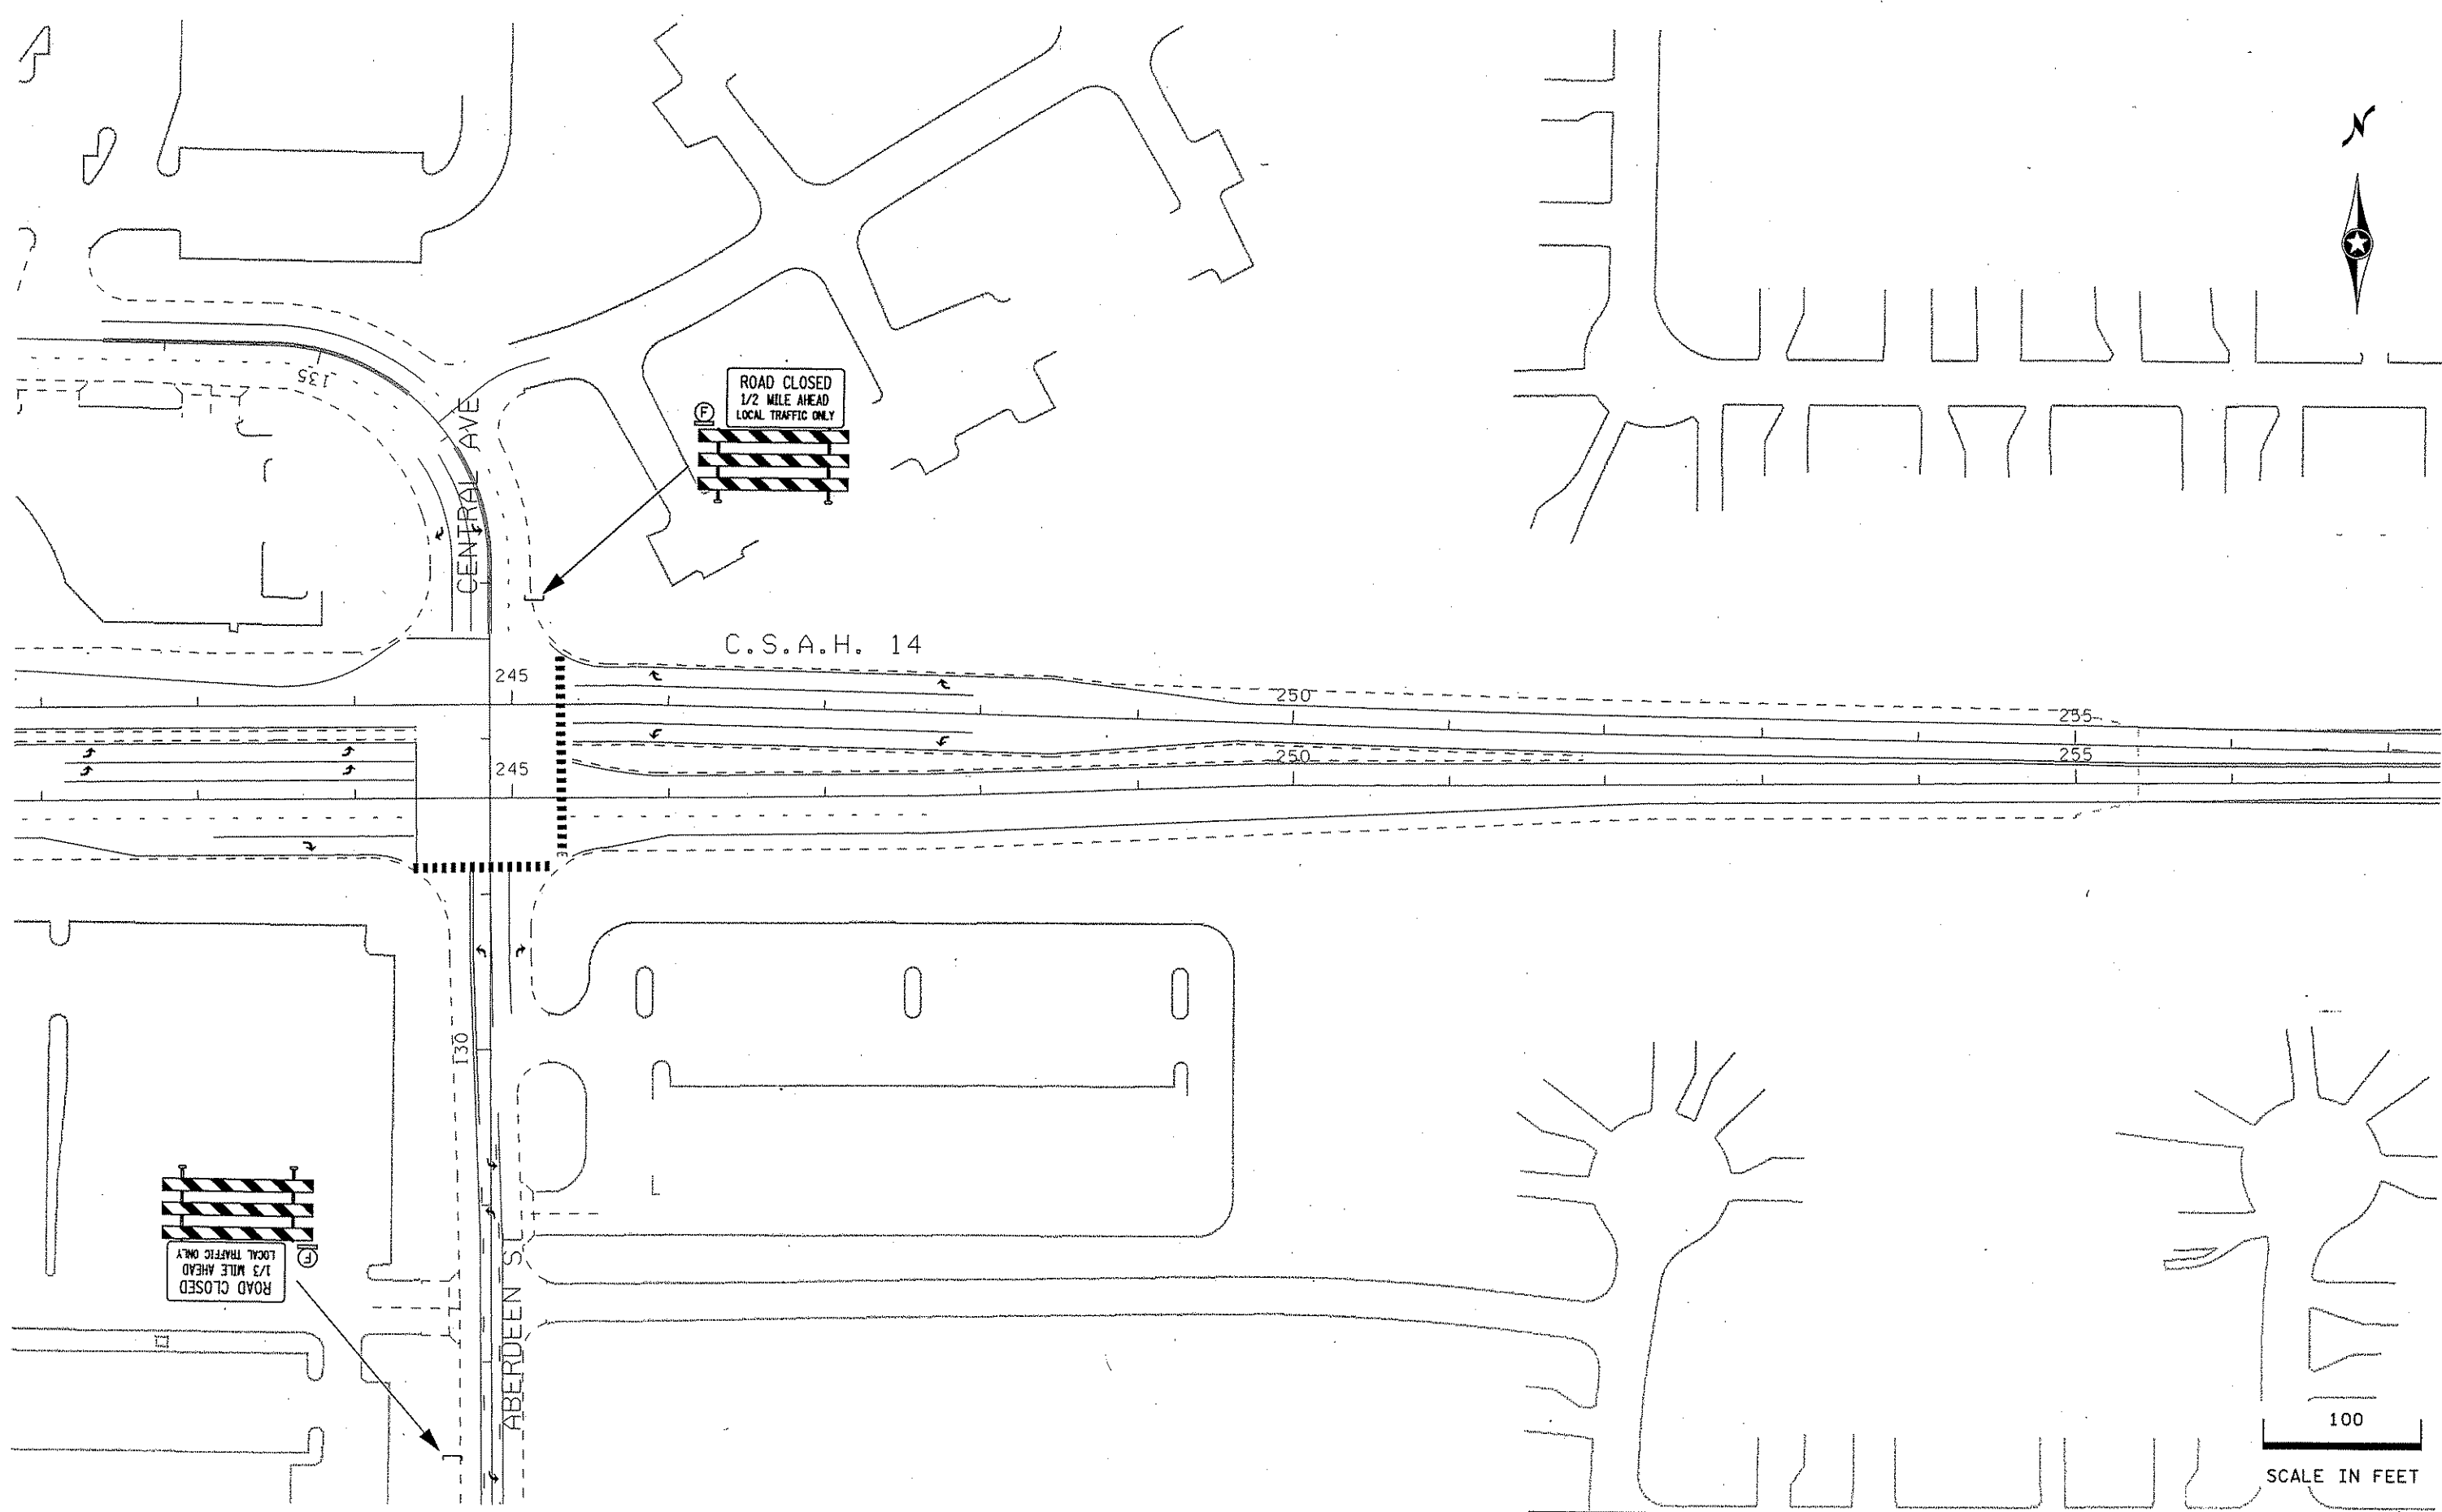 N
135
CENTRAL AVE
ROAD CLOSED
1/2 MILE AHEAD
LOCAL TRAFFIC ONLY
F
C.S.A.H. 14
245
250
255
245
250
255
130
ROAD CLOSED
1/3 MILE AHEAD
LOCAL TRAFFIC ONLY
F
ABERDEEN
100
SCALE IN FEET